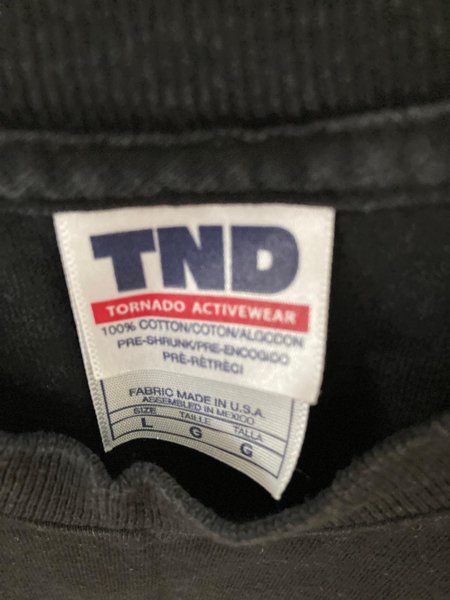 TND
TORNADO ACTIVEWEAR
100% COTTON/COTON/ALGODON
PRE-SHRUNK/PRE-ENCOGIDO
PRÉ-RÉTRÉCI
FABRIC MADE IN U.S.A.
ASSEMBLED IN MEXICO
SIZE TAILLE TALLA
L G G